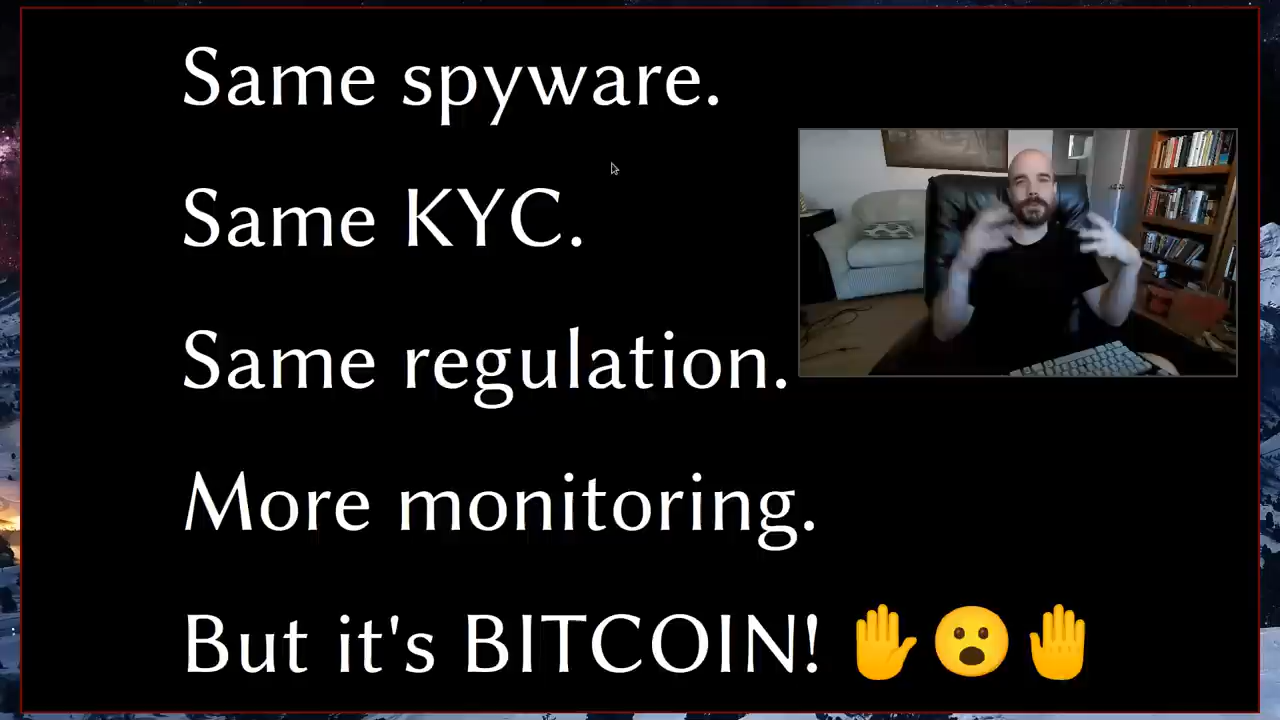 Same spyware.
Same KYC.
Same regulation.
More monitoring.
But it's BITCOIN! 🤚😮🤚